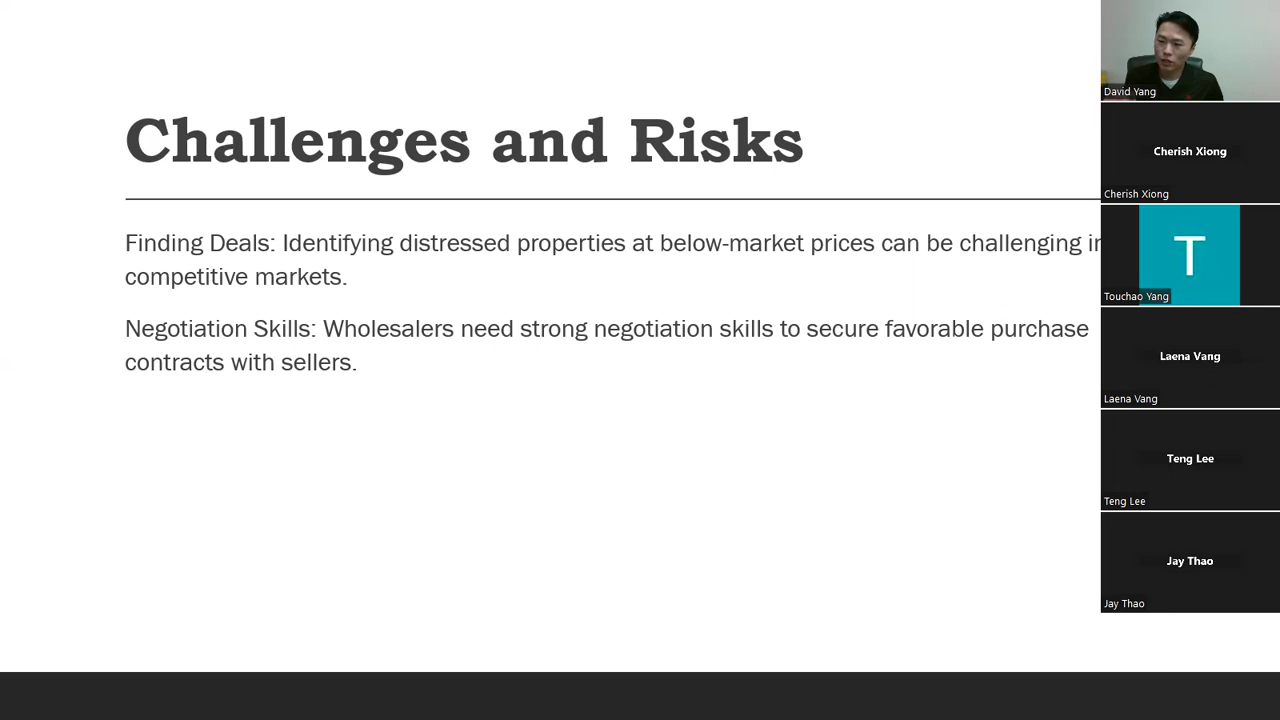 Challenges and Risks
Finding Deals: Identifying distressed properties at below-market prices can be challenging
competitive markets.
Negotiation Skills: Wholesalers need strong negotiation skills to secure favorable purchase
contracts with sellers.
David Yang
Cherish Xiong
Cherish Xiong
T
Touchao Yang
Laena Vang
Laena Vang
Teng Lee
Teng Lee
Jay Thao
Jay Thao